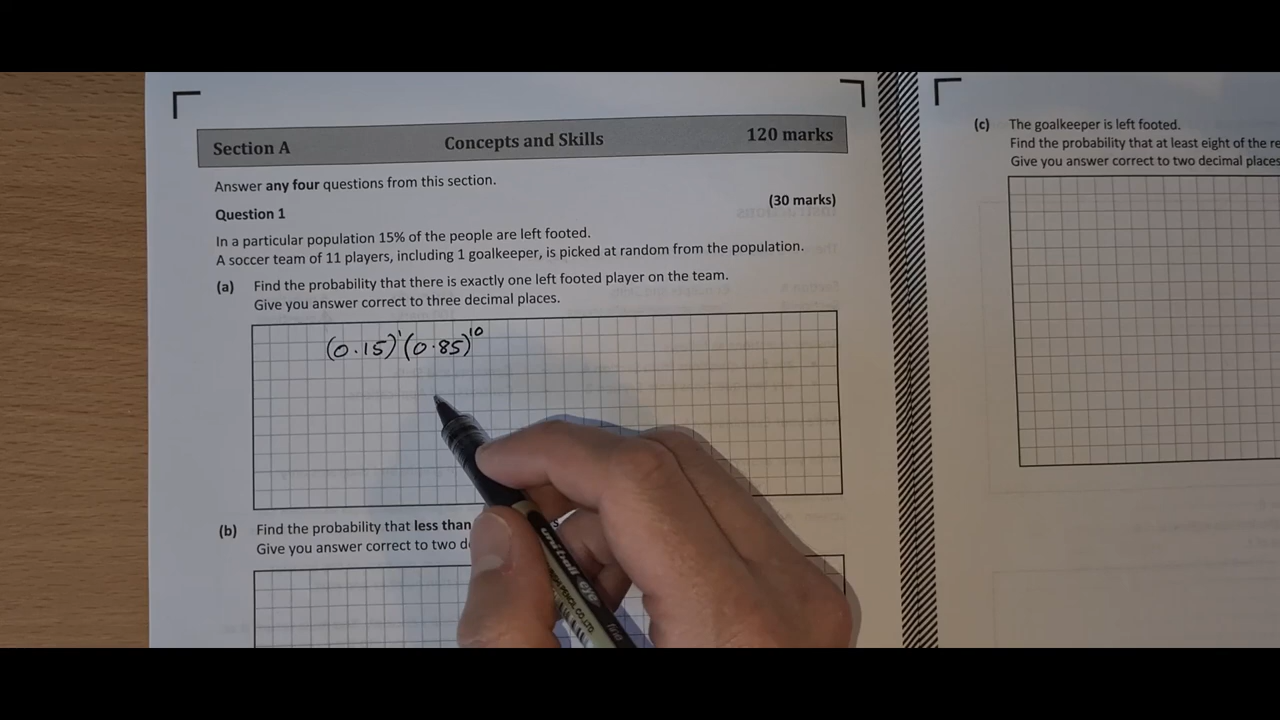 Section A Concepts and Skills 120 marks
Answer any four questions from this section.
Question 1 (30 marks)
In a particular population 15% of the people are left footed.
A soccer team of 11 players, including 1 goalkeeper, is picked at random from the population.
(a) Find the probability that there is exactly one left footed player on the team.
Give you answer correct to three decimal places.
(0.15)¹(0.85)¹⁰
(b) Find the probability that less than
Give you answer correct to two
(c) The goalkeeper is left footed.
Find the probability that at least eight of the
Give you answer correct to two decimal places
uni-ball eye
fine